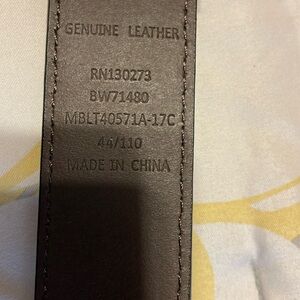 GENUINE LEATHER
RN130273
BW71480
MBLT40571A-17C
44/110
MADE IN CHINA